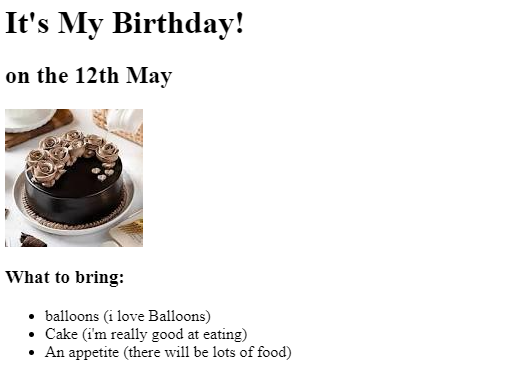 It's My Birthday!
on the 12th May
What to bring:
balloons (i love Balloons)
Cake (i'm really good at eating)
An appetite (there will be lots of food)